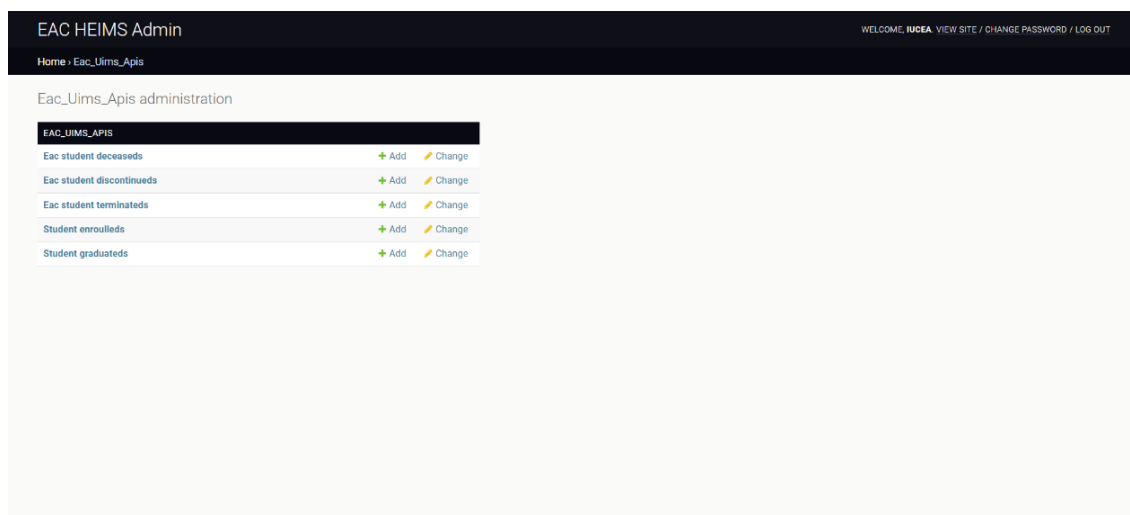 EAC HEIMS Admin
WELCOME, IUCEA. VIEW SITE / CHANGE PASSWORD / LOG OUT
Home › Eac_Uims_Apis
Eac_Uims_Apis administration
EAC_UIMS_APIS
Eac student deceaseds + Add Change
Eac student discontinueds + Add Change
Eac student terminateds + Add Change
Student enroulleds + Add Change
Student graduateds + Add Change